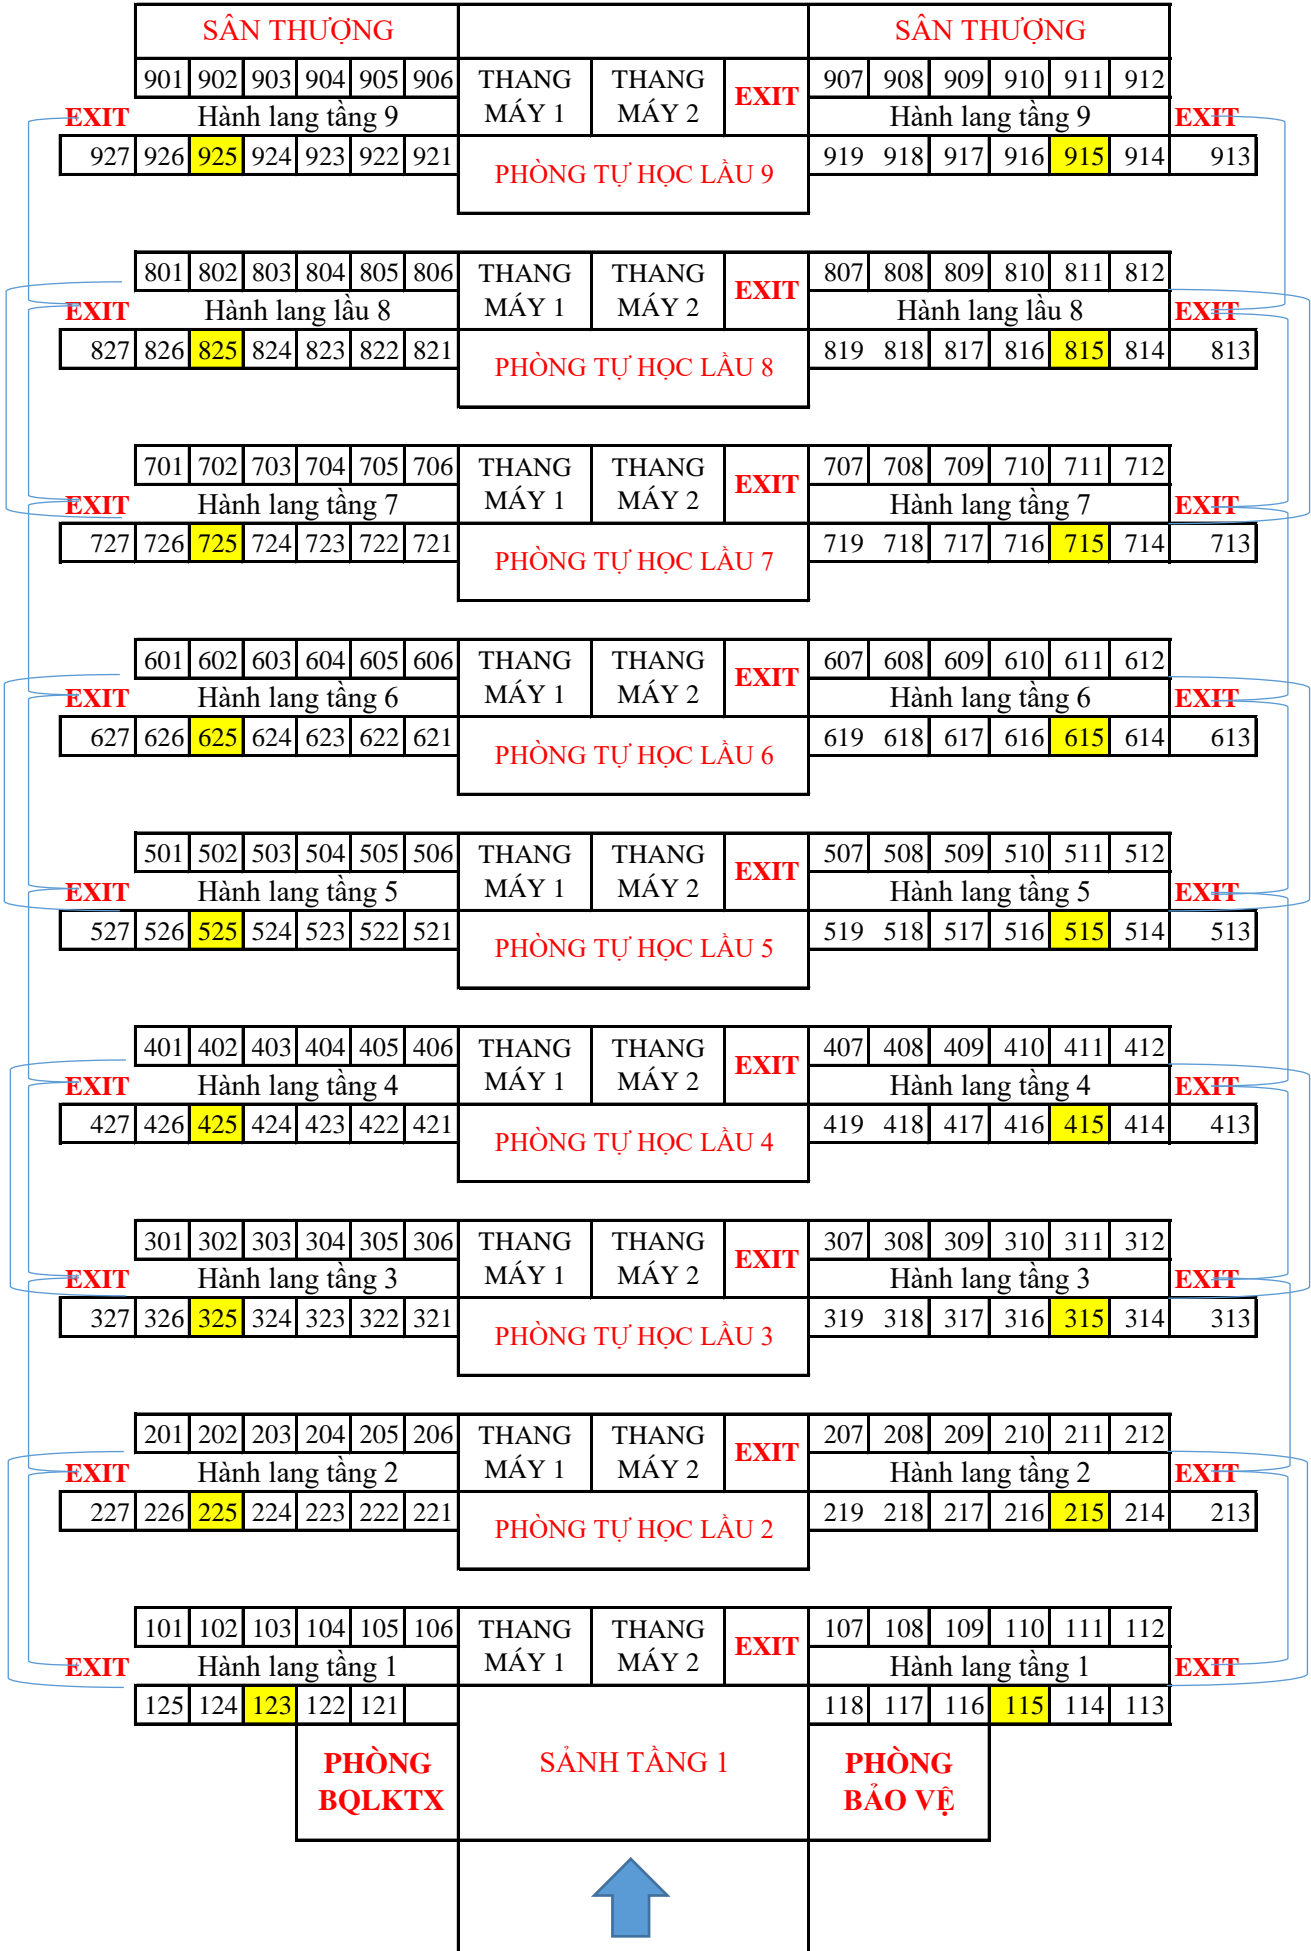 SÂN THƯỢNG SÂN THƯỢNG
901 902 903 904 905 906 THANG MÁY 1 THANG MÁY 2 EXIT 907 908 909 910 911 912
EXIT Hành lang tầng 9 Hành lang tầng 9 EXIT
927 926 925 924 923 922 921 PHÒNG TỰ HỌC LẦU 9 919 918 917 916 915 914 913
801 802 803 804 805 806 THANG MÁY 1 THANG MÁY 2 EXIT 807 808 809 810 811 812
EXIT Hành lang lầu 8 Hành lang lầu 8 EXIT
827 826 825 824 823 822 821 PHÒNG TỰ HỌC LẦU 8 819 818 817 816 815 814 813
701 702 703 704 705 706 THANG MÁY 1 THANG MÁY 2 EXIT 707 708 709 710 711 712
EXIT Hành lang tầng 7 Hành lang tầng 7 EXIT
727 726 725 724 723 722 721 PHÒNG TỰ HỌC LẦU 7 719 718 717 716 715 714 713
601 602 603 604 605 606 THANG MÁY 1 THANG MÁY 2 EXIT 607 608 609 610 611 612
EXIT Hành lang tầng 6 Hành lang tầng 6 EXIT
627 626 625 624 623 622 621 PHÒNG TỰ HỌC LẦU 6 619 618 617 616 615 614 613
501 502 503 504 505 506 THANG MÁY 1 THANG MÁY 2 EXIT 507 508 509 510 511 512
EXIT Hành lang tầng 5 Hành lang tầng 5 EXIT
527 526 525 524 523 522 521 PHÒNG TỰ HỌC LẦU 5 519 518 517 516 515 514 513
401 402 403 404 405 406 THANG MÁY 1 THANG MÁY 2 EXIT 407 408 409 410 411 412
EXIT Hành lang tầng 4 Hành lang tầng 4 EXIT
427 426 425 424 423 422 421 PHÒNG TỰ HỌC LẦU 4 419 418 417 416 415 414 413
301 302 303 304 305 306 THANG MÁY 1 THANG MÁY 2 EXIT 307 308 309 310 311 312
EXIT Hành lang tầng 3 Hành lang tầng 3 EXIT
327 326 325 324 323 322 321 PHÒNG TỰ HỌC LẦU 3 319 318 317 316 315 314 313
201 202 203 204 205 206 THANG MÁY 1 THANG MÁY 2 EXIT 207 208 209 210 211 212
EXIT Hành lang tầng 2 Hành lang tầng 2 EXIT
227 226 225 224 223 222 221 PHÒNG TỰ HỌC LẦU 2 219 218 217 216 215 214 213
101 102 103 104 105 106 THANG MÁY 1 THANG MÁY 2 EXIT 107 108 109 110 111 112
EXIT Hành lang tầng 1 Hành lang tầng 1 EXIT
125 124 123 122 121 118 117 116 115 114 113
PHÒNG SẢNH TẦNG 1 PHÒNG
BQLKTX BẢO VỆ